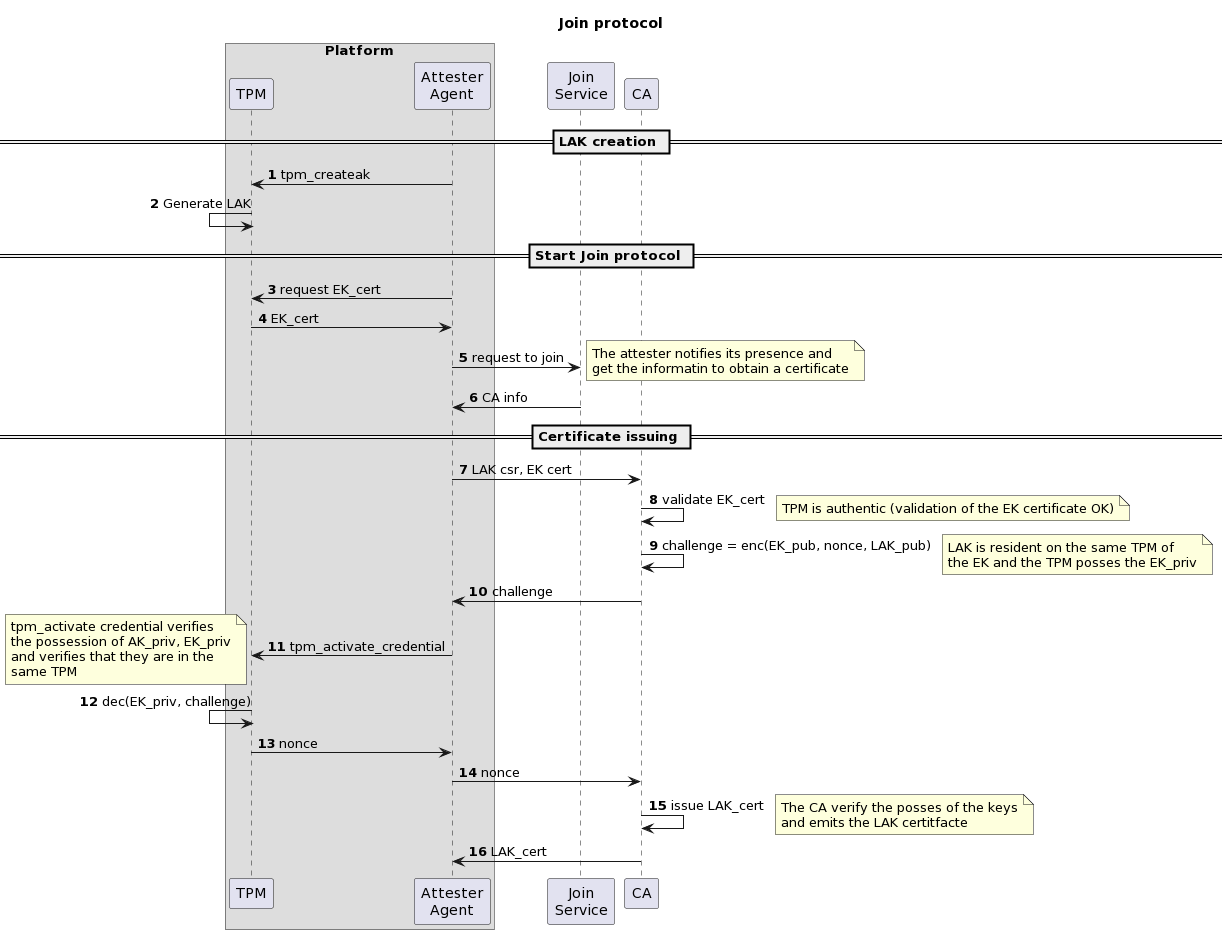 Join protocol
Platform
TPM
Attester
Agent
Join
Service
CA
LAK creation
1 tpm_createak
2 Generate LAK
Start Join protocol
3 request EK_cert
4 EK_cert
5 request to join
The attester notifies its presence and
get the informatin to obtain a certificate
6 CA info
Certificate issuing
7 LAK csr, EK cert
8 validate EK_cert
TPM is authentic (validation of the EK certificate OK)
9 challenge = enc(EK_pub, nonce, LAK_pub)
LAK is resident on the same TPM of
the EK and the TPM posses the EK_priv
10 challenge
tpm_activate credential verifies
the possession of AK_priv, EK_priv
and verifies that they are in the
same TPM
11 tpm_activate_credential
12 dec(EK_priv, challenge)
13 nonce
14 nonce
15 issue LAK_cert
The CA verify the posses of the keys
and emits the LAK certitfacte
16 LAK_cert
TPM
Attester
Agent
Join
Service
CA